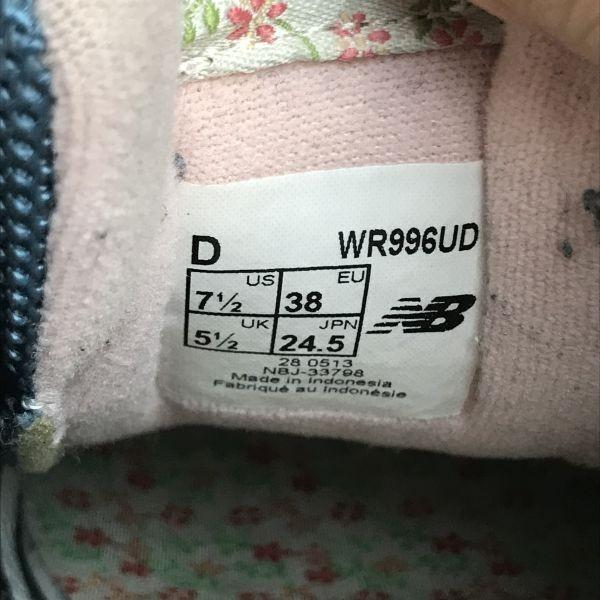 D WR996UD
US 7½ EU 38
UK 5½ JPN 24.5
NB
28 0513
NBJ-33798
Made in Indonesia
Fabriqué au Indonésie